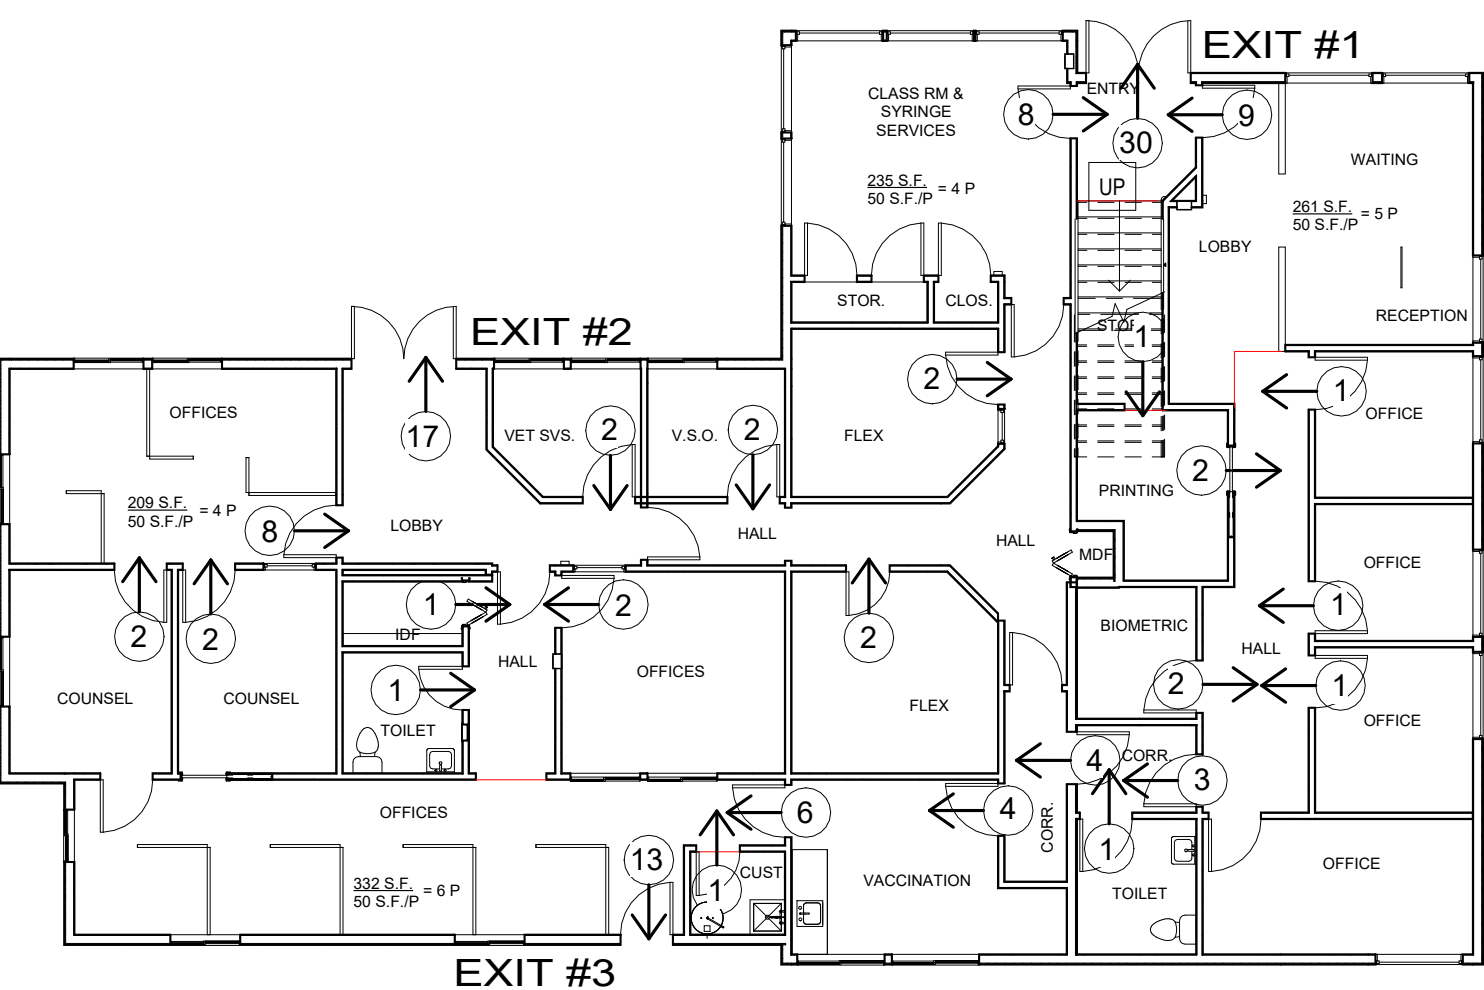 EXIT #1
CLASS RM &
SYRINGE
SERVICES
8
ENTRY
9
30
WAITING
UP
235 S.F.
50 S.F./P = 4 P
261 S.F.
50 S.F./P = 5 P
LOBBY
STOR.
CLOS.
RECEPTION
EXIT #2
1
2
1
OFFICES
OFFICE
17
VET SVS.
2
V.S.O.
2
FLEX
2
PRINTING
209 S.F.
50 S.F./P = 4 P
8
LOBBY
HALL
HALL
MDF
OFFICE
1
IDF
2
2
2
2
1
BIOMETRIC
HALL
HALL
OFFICES
COUNSEL
COUNSEL
1
TOILET
FLEX
2
1
OFFICE
4
CORR.
3
OFFICES
6
4
CORR.
13
1
CUST
1
332 S.F.
50 S.F./P = 6 P
VACCINATION
TOILET
OFFICE
EXIT #3